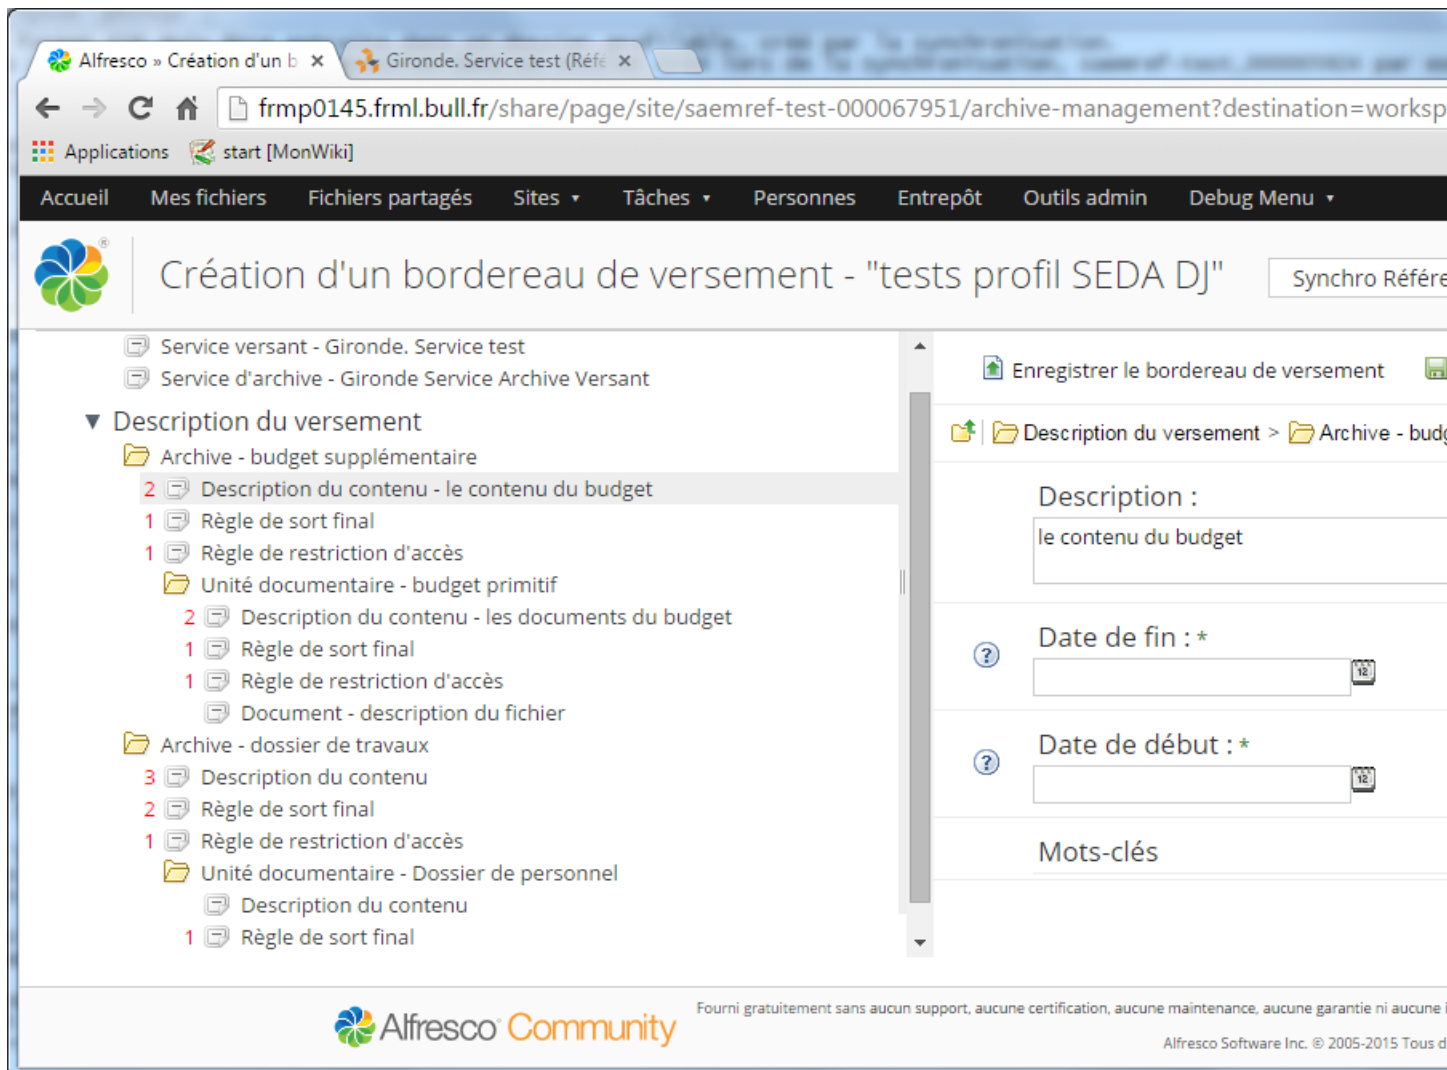 Alfresco » Création d'un b
Gironde. Service test (Réfé
frmp0145.frml.bull.fr/share/page/site/saemref-test-000067951/archive-management?destination=worksp
Applications start [MonWiki]
Accueil Mes fichiers Fichiers partagés Sites Tâches Personnes Entrepôt Outils admin Debug Menu
Création d'un bordereau de versement - "tests profil SEDA DJ" Synchro Référe
Service versant - Gironde. Service test
Service d'archive - Gironde Service Archive Versant
Description du versement
Archive - budget supplémentaire
2 Description du contenu - le contenu du budget
1 Règle de sort final
1 Règle de restriction d'accès
Unité documentaire - budget primitif
2 Description du contenu - les documents du budget
1 Règle de sort final
1 Règle de restriction d'accès
Document - description du fichier
Archive - dossier de travaux
3 Description du contenu
2 Règle de sort final
1 Règle de restriction d'accès
Unité documentaire - Dossier de personnel
Description du contenu
1 Règle de sort final
Enregistrer le bordereau de versement
Description du versement > Archive - budg
Description :
le contenu du budget
Date de fin : *
Date de début : *
Mots-clés
Alfresco Community
Fourni gratuitement sans aucun support, aucune certification, aucune maintenance, aucune garantie ni aucune i
Alfresco Software Inc. © 2005-2015 Tous d